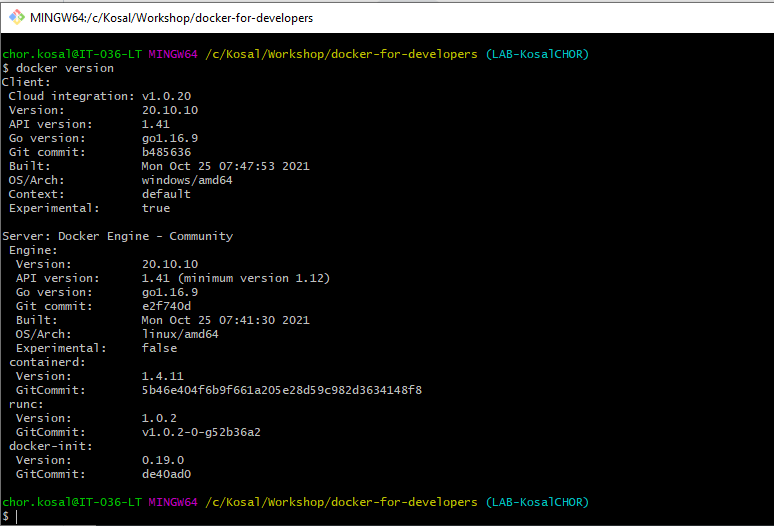 MINGW64:/c/Kosal/Workshop/docker-for-developers
chor.kosal@IT-036-LT MINGW64 /c/Kosal/Workshop/docker-for-developers (LAB-KosalCHOR)
$ docker version
Client:
 Cloud integration: v1.0.20
 Version:           20.10.10
 API version:       1.41
 Go version:        go1.16.9
 Git commit:        b485636
 Built:             Mon Oct 25 07:47:53 2021
 OS/Arch:           windows/amd64
 Context:           default
 Experimental:      true
Server: Docker Engine - Community
 Engine:
  Version:          20.10.10
  API version:      1.41 (minimum version 1.12)
  Go version:       go1.16.9
  Git commit:       e2f740d
  Built:            Mon Oct 25 07:41:30 2021
  OS/Arch:          linux/amd64
  Experimental:     false
 containerd:
  Version:          1.4.11
  GitCommit:        5b46e404f6b9f661a205e28d59c982d3634148f8
 runc:
  Version:          1.0.2
  GitCommit:        v1.0.2-0-g52b36a2
 docker-init:
  Version:          0.19.0
  GitCommit:        de40ad0
chor.kosal@IT-036-LT MINGW64 /c/Kosal/Workshop/docker-for-developers (LAB-KosalCHOR)
$